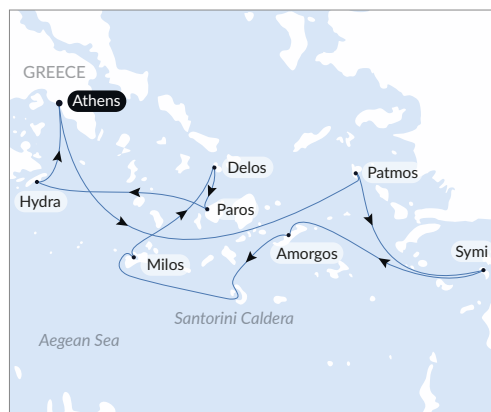 GREECE
Athens
Delos
Patmos
Hydra
Paros
Amorgos
Symi
Milos
Santorini Caldera
Aegean Sea